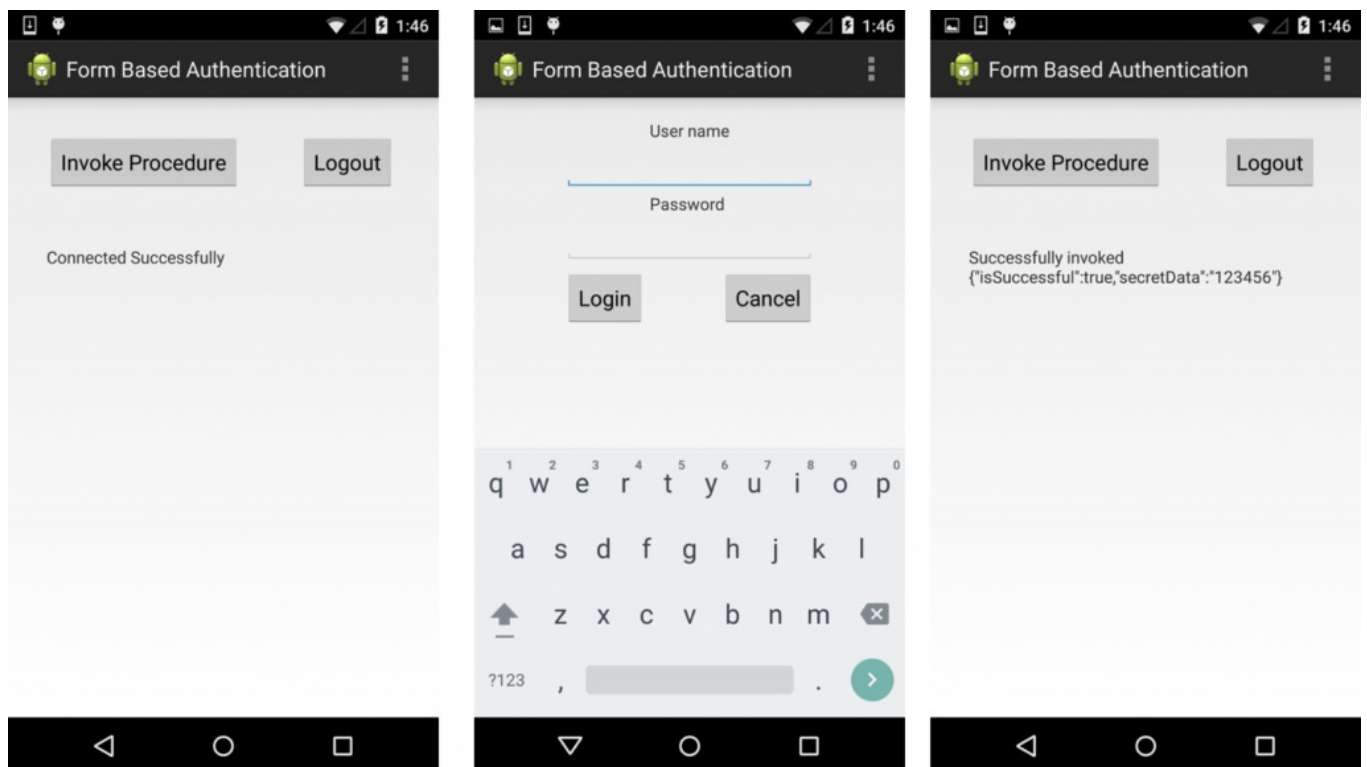 1:46
Form Based Authentication
Invoke Procedure
Logout
Connected Successfully
1:46
Form Based Authentication
User name
Password
Login
Cancel
1 2 3 4 5 6 7 8 9 0
q w e r t y u i o p
a s d f g h j k l
z x c v b n m
?123 , .
1:46
Form Based Authentication
Invoke Procedure
Logout
Successfully invoked
{"isSuccessful":true,"secretData":"123456"}